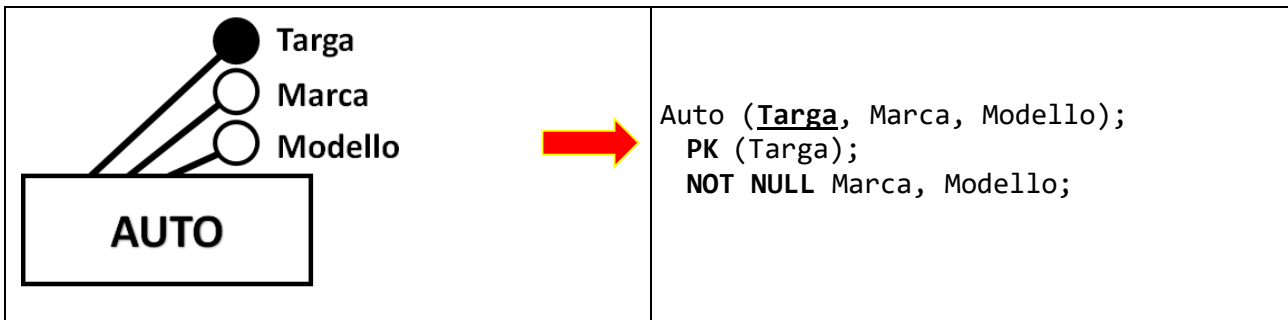 Targa
Marca
Modello
AUTO
Auto (Targa, Marca, Modello);
PK (Targa);
NOT NULL Marca, Modello;